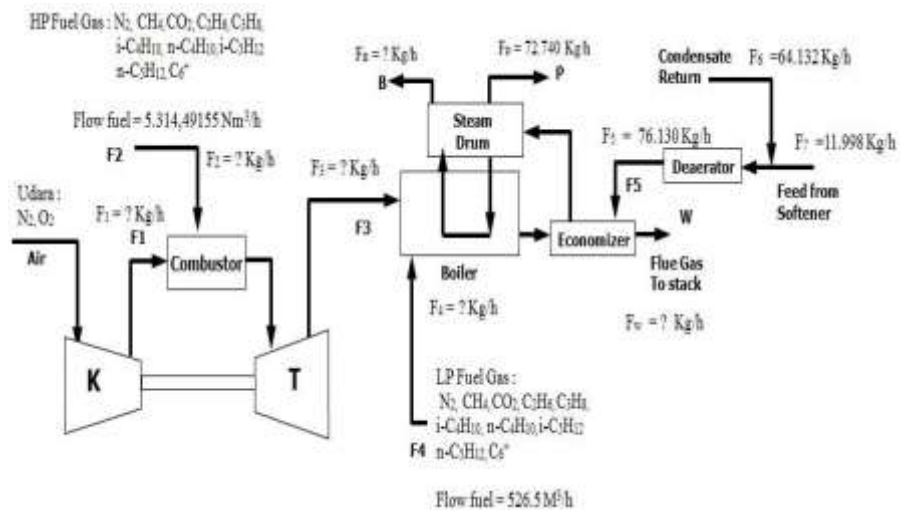 HP Fuel Gas : N₂, CH₄, CO₂, C₂H₆, C₃H₈,
i-C₄H₁₀, n-C₄H₁₀, i-C₅H₁₂
n-C₅H₁₂, C₆⁺
Flow fuel = 5.314,49155 Nm³/h
F2
F₂ = ? Kg/h
Udara :
N₂, O₂
Air
F₁ = ? Kg/h
F1
Combustor
K
T
F₃ = ? Kg/h
F3
B
P
F₉ = 72.740 Kg/h
Steam
Drum
Boiler
F₄ = ? Kg/h
LP Fuel Gas :
N₂, CH₄, CO₂, C₂H₆, C₃H₈,
i-C₄H₁₀, n-C₄H₁₀, i-C₅H₁₂
F4
n-C₅H₁₂, C₆⁺
Flow fuel = 526.5 M³/h
Condensate
Return
F₆ =64.132 Kg/h
F₅ = 76.130 Kg/h
F₇ =11.998 Kg/h
Deaerator
F5
Feed from
Softener
Economizer
W
Flue Gas
To stack
= ? Kg/h